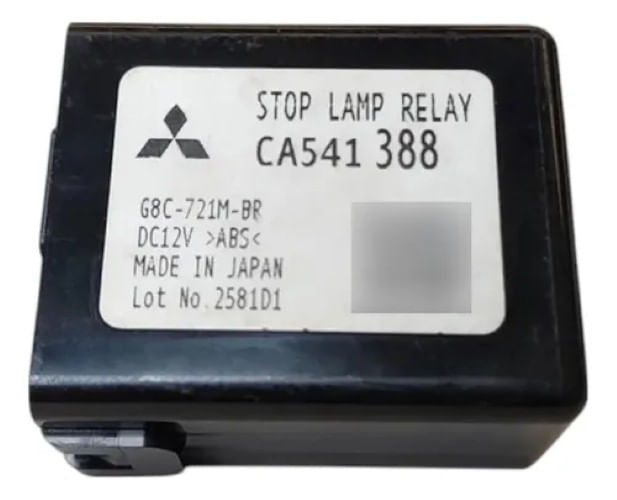 STOP LAMP RELAY
CA541 388
G8C-721M-BR
DC12V >ABS<
MADE IN JAPAN
Lot No.2581D1